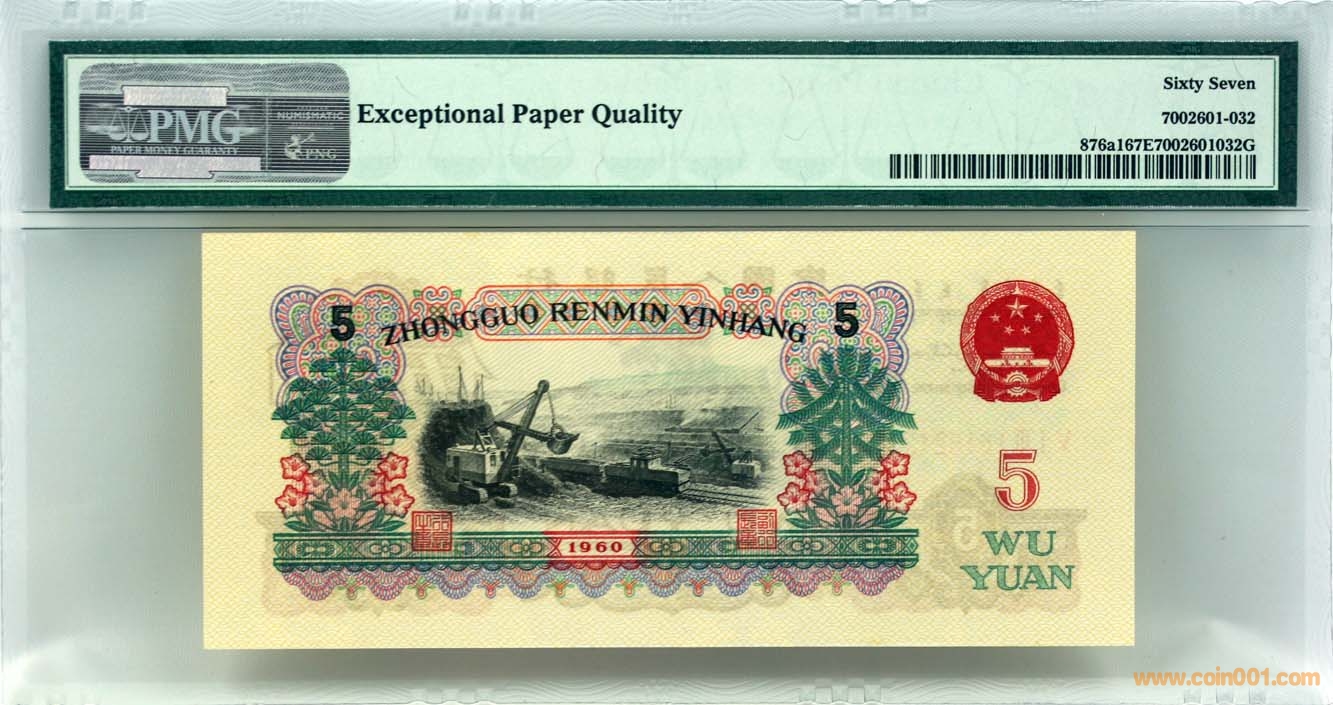 PMG
PAPER MONEY GUARANTY
NUMISMATIC
PNG
Exceptional Paper Quality
Sixty Seven
7002601-032
876a167E7002601032G
5 ZHONGGUO RENMIN YINHANG 5
5
WU
YUAN
1960
www.coin001.com